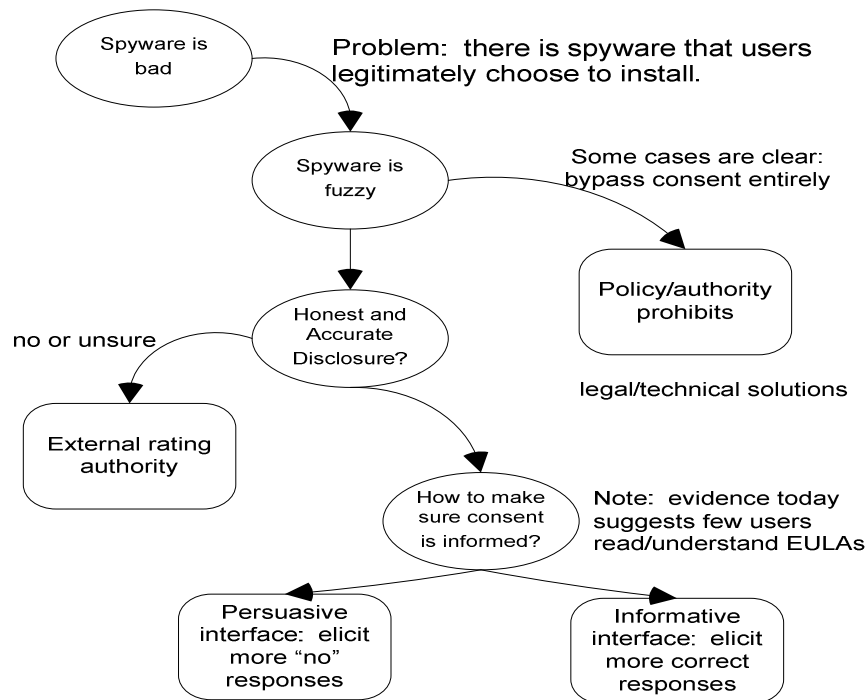 Spyware is
bad
Problem: there is spyware that users
legitimately choose to install.
Spyware is
fuzzy
Some cases are clear:
bypass consent entirely
Policy/authority
prohibits
Honest and
Accurate
Disclosure?
no or unsure
legal/technical solutions
External rating
authority
How to make
sure consent
is informed?
Note: evidence today
suggests few users
read/understand EULAs
Persuasive
interface: elicit
more “no”
responses
Informative
interface: elicit
more correct
responses